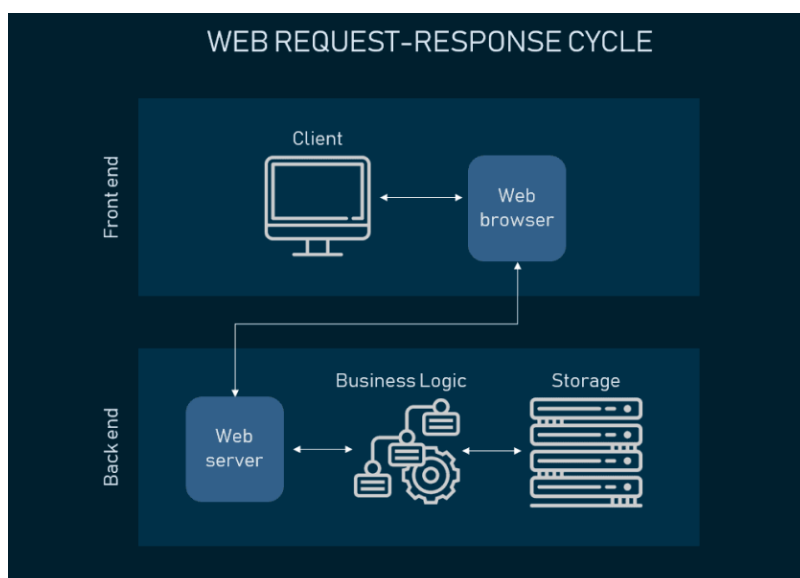 WEB REQUEST-RESPONSE CYCLE
Front end
Client
Web
browser
Back end
Web
server
Business Logic
Storage